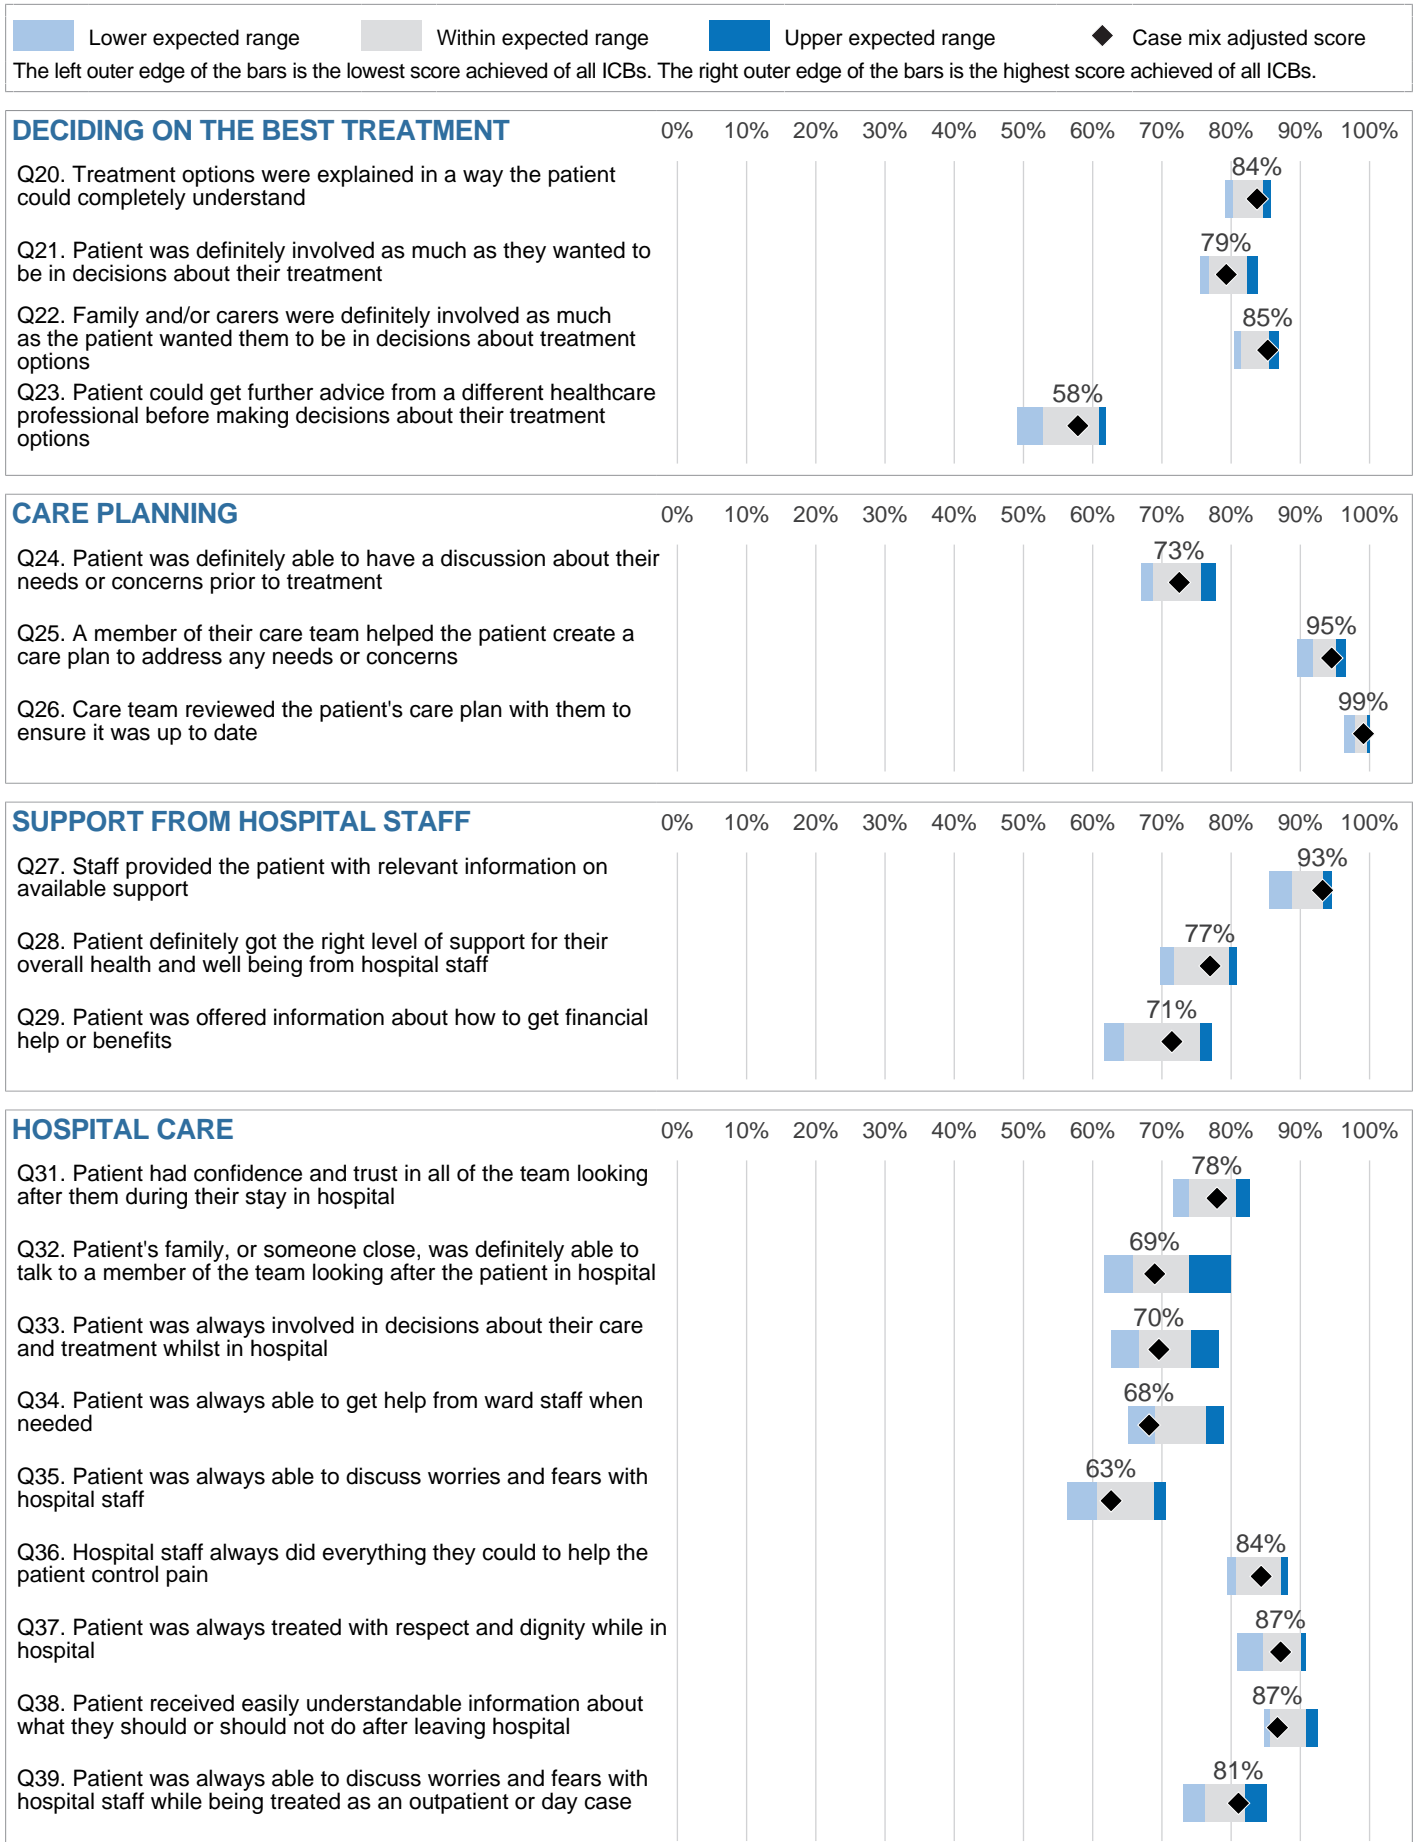 Lower expected range Within expected range Upper expected range Case mix adjusted score
The left outer edge of the bars is the lowest score achieved of all ICBs. The right outer edge of the bars is the highest score achieved of all ICBs.
DECIDING ON THE BEST TREATMENT 0% 10% 20% 30% 40% 50% 60% 70% 80% 90% 100%
Q20. Treatment options were explained in a way the patient
could completely understand
84%
Q21. Patient was definitely involved as much as they wanted to
be in decisions about their treatment
79%
Q22. Family and/or carers were definitely involved as much
as the patient wanted them to be in decisions about treatment
options
85%
Q23. Patient could get further advice from a different healthcare
professional before making decisions about their treatment
options
58%
CARE PLANNING 0% 10% 20% 30% 40% 50% 60% 70% 80% 90% 100%
Q24. Patient was definitely able to have a discussion about their
needs or concerns prior to treatment
73%
Q25. A member of their care team helped the patient create a
care plan to address any needs or concerns
95%
Q26. Care team reviewed the patient's care plan with them to
ensure it was up to date
99%
SUPPORT FROM HOSPITAL STAFF 0% 10% 20% 30% 40% 50% 60% 70% 80% 90% 100%
Q27. Staff provided the patient with relevant information on
available support
93%
Q28. Patient definitely got the right level of support for their
overall health and well being from hospital staff
77%
Q29. Patient was offered information about how to get financial
help or benefits
71%
HOSPITAL CARE 0% 10% 20% 30% 40% 50% 60% 70% 80% 90% 100%
Q31. Patient had confidence and trust in all of the team looking
after them during their stay in hospital
78%
Q32. Patient's family, or someone close, was definitely able to
talk to a member of the team looking after the patient in hospital
69%
Q33. Patient was always involved in decisions about their care
and treatment whilst in hospital
70%
Q34. Patient was always able to get help from ward staff when
needed
68%
Q35. Patient was always able to discuss worries and fears with
hospital staff
63%
Q36. Hospital staff always did everything they could to help the
patient control pain
84%
Q37. Patient was always treated with respect and dignity while in
hospital
87%
Q38. Patient received easily understandable information about
what they should or should not do after leaving hospital
87%
Q39. Patient was always able to discuss worries and fears with
hospital staff while being treated as an outpatient or day case
81%